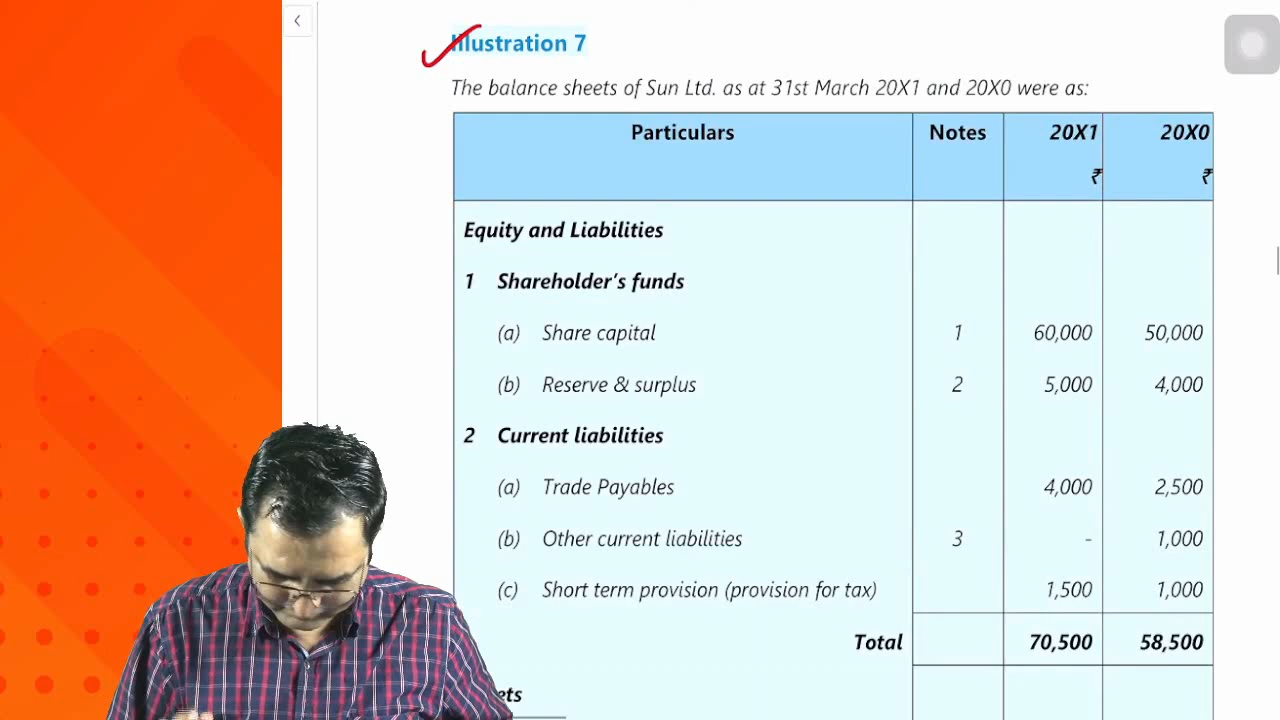 Illustration 7
The balance sheets of Sun Ltd. as at 31st March 20X1 and 20X0 were as:
Particulars Notes 20X1 20X0
₹ ₹
Equity and Liabilities
1 Shareholder's funds
(a) Share capital 1 60,000 50,000
(b) Reserve & surplus 2 5,000 4,000
2 Current liabilities
(a) Trade Payables 4,000 2,500
(b) Other current liabilities 3 - 1,000
(c) Short term provision (provision for tax) 1,500 1,000
Total 70,500 58,500